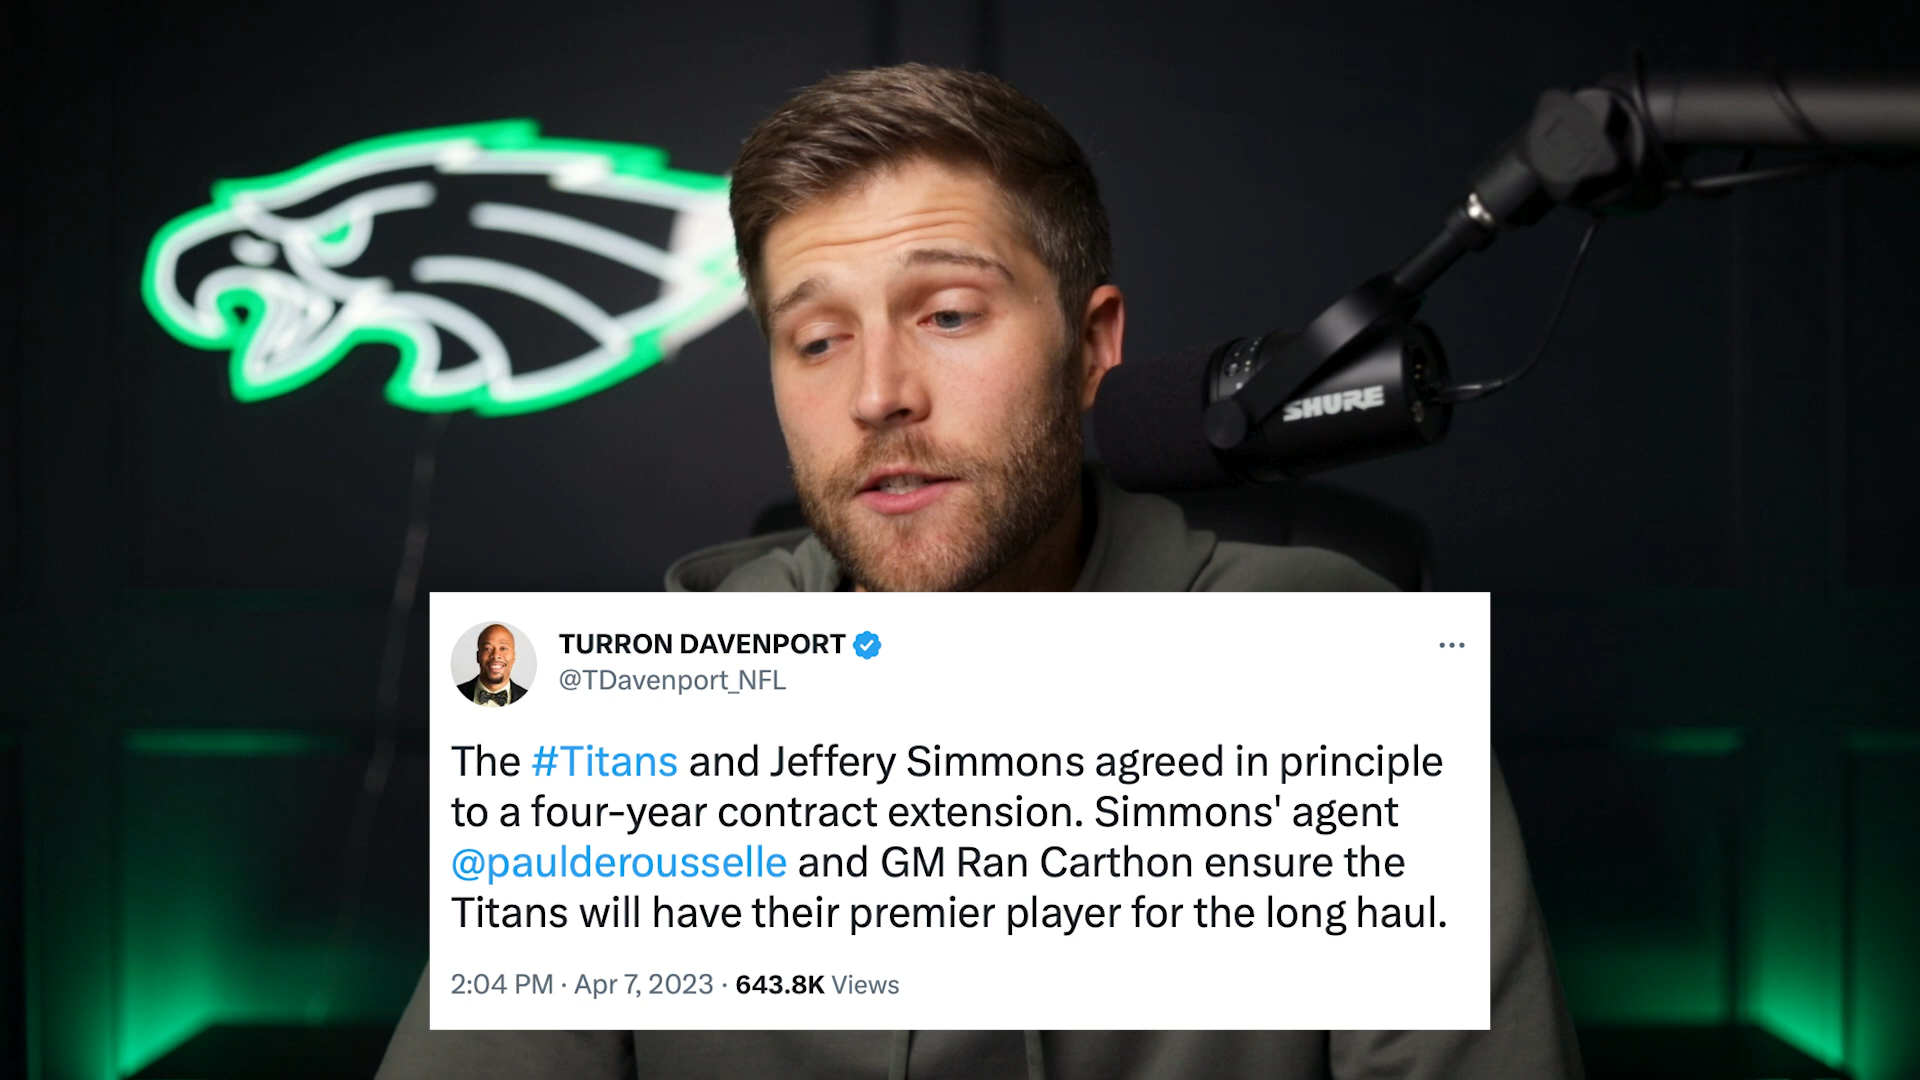 SHURE
TURRON DAVENPORT
@TDavenport_NFL
The #Titans and Jeffery Simmons agreed in principle
to a four-year contract extension. Simmons' agent
@paulderousselle and GM Ran Carthon ensure the
Titans will have their premier player for the long haul.
2:04 PM · Apr 7, 2023 · 643.8K Views